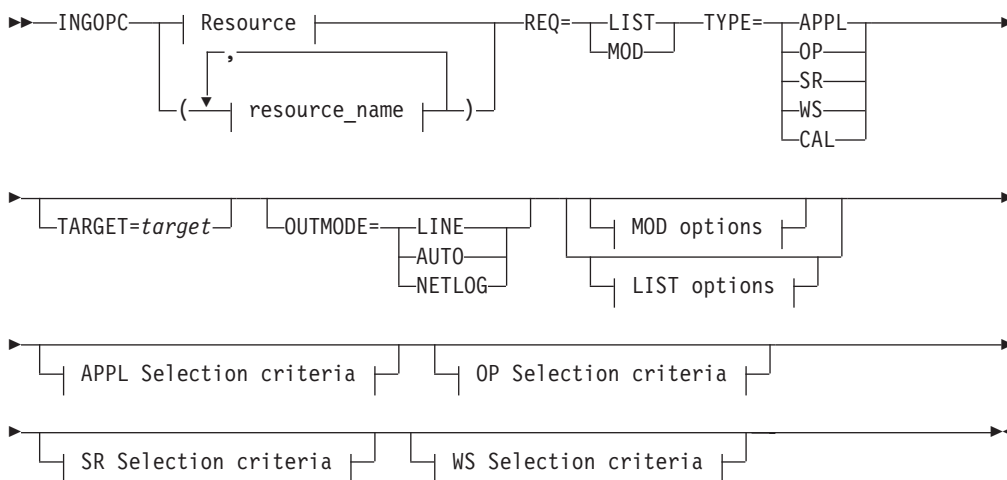 INGOPC Resource REQ= LIST TYPE= APPL
, MOD OP
( resource_name ) SR
WS
CAL
TARGET=target OUTMODE= LINE MOD options
AUTO LIST options
NETLOG
APPL Selection criteria OP Selection criteria
SR Selection criteria WS Selection criteria